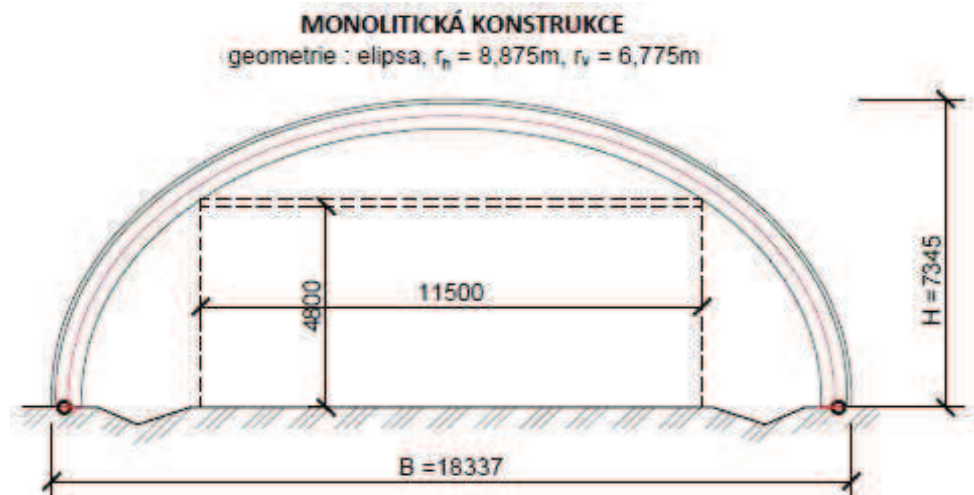 MONOLITICKÁ KONSTRUKCE
geometrie : elipsa, rₕ = 8,875m, rᵥ = 6,775m
11500
4800
H =7345
B =18337